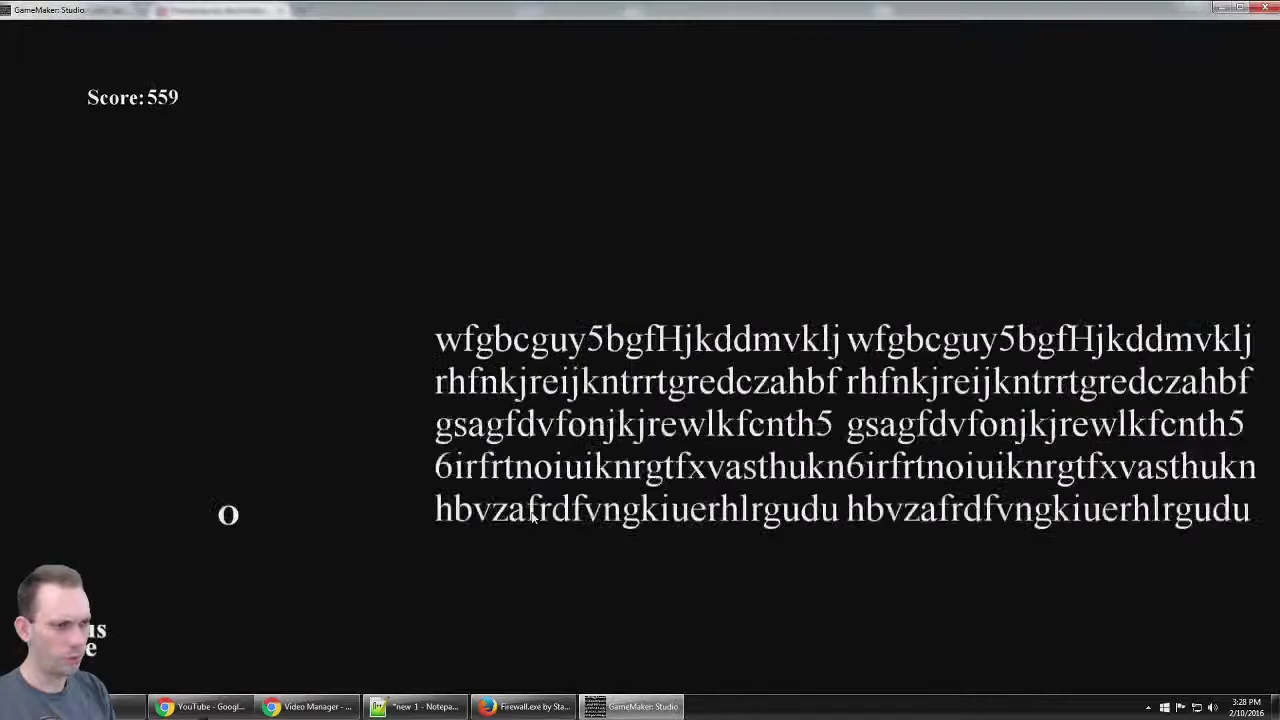 GameMaker: Studio
Score: 559
wfgbcguy5bgfHjkddmvklj wfgbcguy5bgfHjkddmvklj
rhfnkjreijkntrrtgredczahbf rhfnkjreijkntrrtgredczahbf
gsagfdvfonjkjrewlkfcnth5 gsagfdvfonjkjrewlkfcnth5
6irfrtnoiuiknrgtfxvasthukn6irfrtnoiuiknrgtfxvasthukn
hbvzafrdfvngkiuerhlrgudu hbvzafrdfvngkiuerhlrgudu
O
us
e
YouTube - Googl... Video Manager - ... *new 1 - Notepa... Firewall.exe by Sta... GameMaker: Studio 3:28 PM
2/10/2016